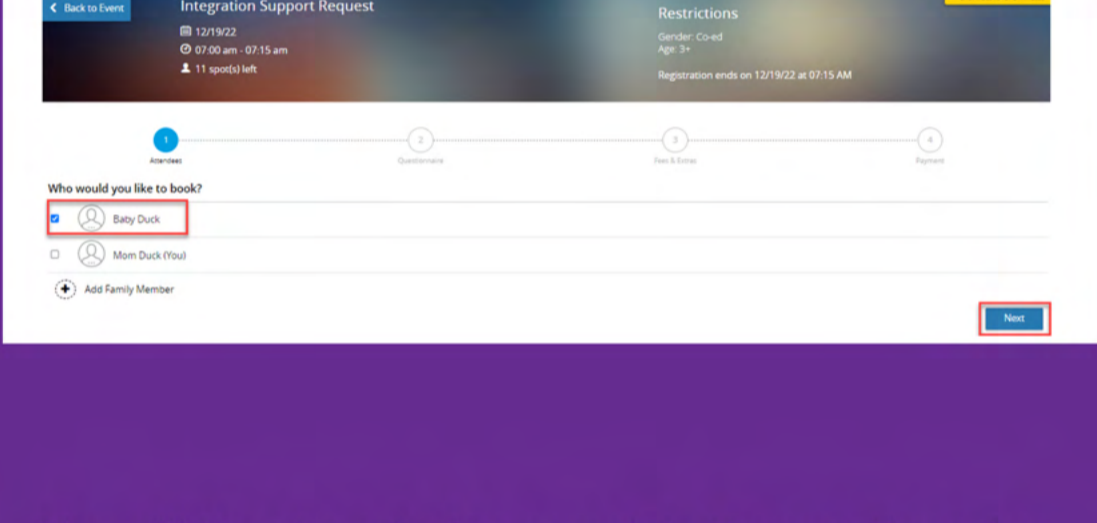 Back to Event
Integration Support Request
12/19/22
07:00 am - 07:15 am
11 spot(s) left
Restrictions
Gender: Co-ed
Age: 3+
Registration ends on 12/19/22 at 07:15 AM
1
Attendees
2
Questionnaire
3
Fees & Extras
4
Payment
Who would you like to book?
Baby Duck
Mom Duck (You)
Add Family Member
Next